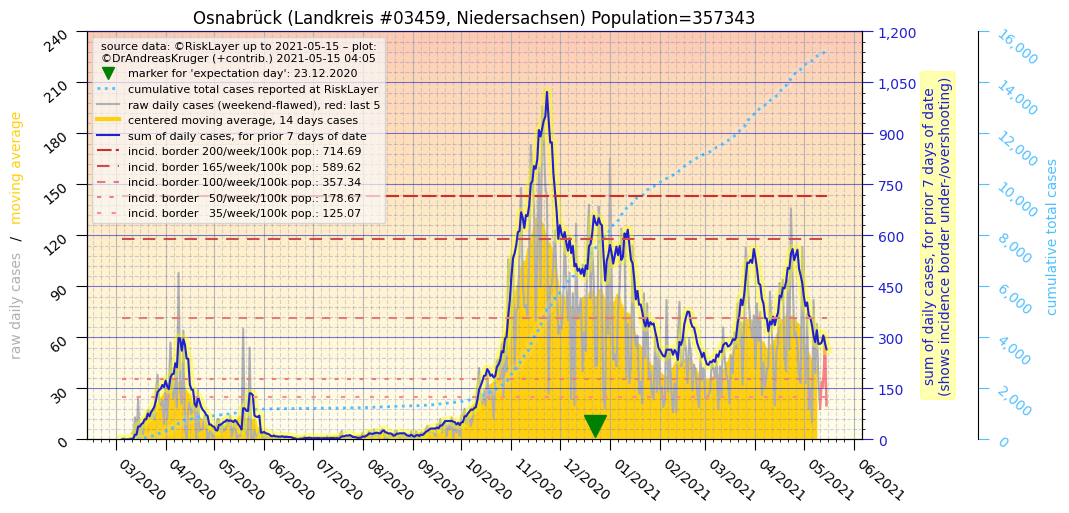 Osnabrück (Landkreis #03459, Niedersachsen) Population=357343
source data: ©RiskLayer up to 2021-05-15 – plot:
©DrAndreasKruger (+contrib.) 2021-05-15 04:05
marker for 'expectation day': 23.12.2020
cumulative total cases reported at RiskLayer
raw daily cases (weekend-flawed), red: last 5
centered moving average, 14 days cases
sum of daily cases, for prior 7 days of date
incid. border 200/week/100k pop.: 714.69
incid. border 165/week/100k pop.: 589.62
incid. border 100/week/100k pop.: 357.34
incid. border   50/week/100k pop.: 178.67
incid. border   35/week/100k pop.: 125.07
raw daily cases / moving average
240
210
180
150
120
90
60
30
0
03/2020
04/2020
05/2020
06/2020
07/2020
08/2020
09/2020
10/2020
11/2020
12/2020
01/2021
02/2021
03/2021
04/2021
05/2021
06/2021
1,200
1,050
900
750
600
450
300
150
0
sum of daily cases, for prior 7 days of date
(shows incidence border under-/overshooting)
16,000
14,000
12,000
10,000
8,000
6,000
4,000
2,000
0
cumulative total cases